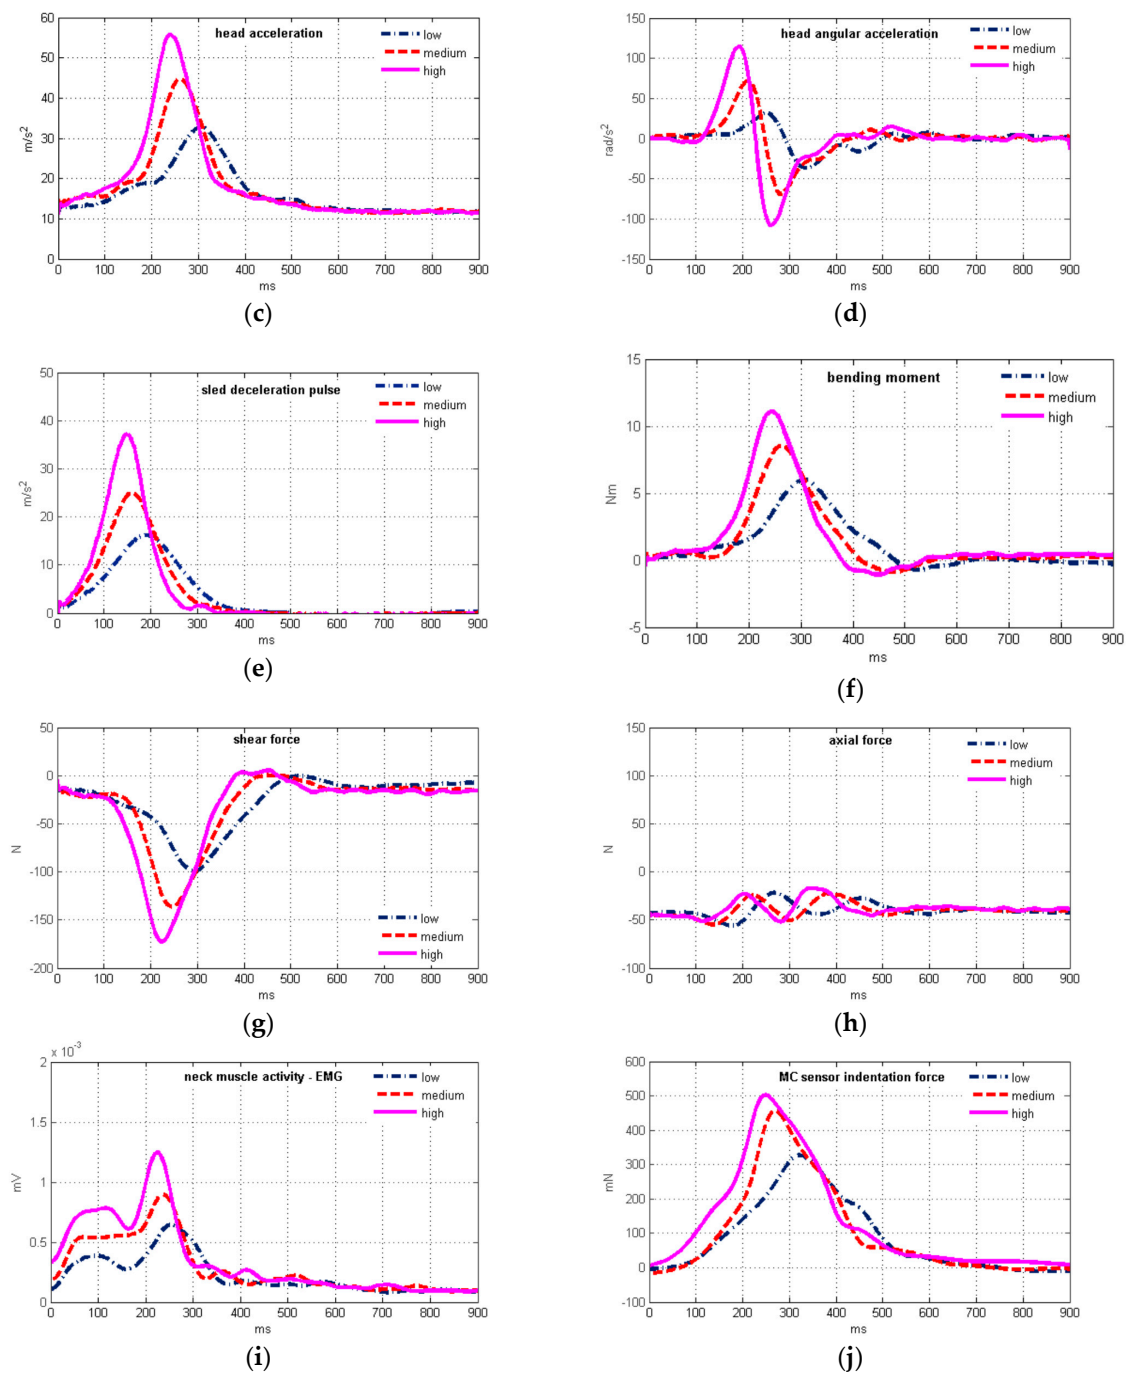 head acceleration
low
medium
high
60
50
40
30
20
10
0
m/s²
0 100 200 300 400 500 600 700 800 900
ms
(c)
head angular acceleration
low
medium
high
150
100
50
0
-50
-100
-150
rad/s²
0 100 200 300 400 500 600 700 800 900
ms
(d)
sled deceleration pulse
low
medium
high
50
40
30
20
10
0
m/s²
0 100 200 300 400 500 600 700 800 900
ms
(e)
bending moment
low
medium
high
15
10
5
0
-5
Nm
0 100 200 300 400 500 600 700 800 900
ms
(f)
shear force
50
0
-50
-100
-150
-200
N
low
medium
high
0 100 200 300 400 500 600 700 800 900
ms
(g)
axial force
low
medium
high
150
100
50
0
-50
-100
N
0 100 200 300 400 500 600 700 800 900
ms
(h)
x 10⁻³
neck muscle activity - EMG
low
medium
high
2
1.5
1
0.5
0
mV
0 100 200 300 400 500 600 700 800 900
ms
(i)
MC sensor indentation force
low
medium
high
600
500
400
300
200
100
0
-100
mN
0 100 200 300 400 500 600 700 800 900
ms
(j)